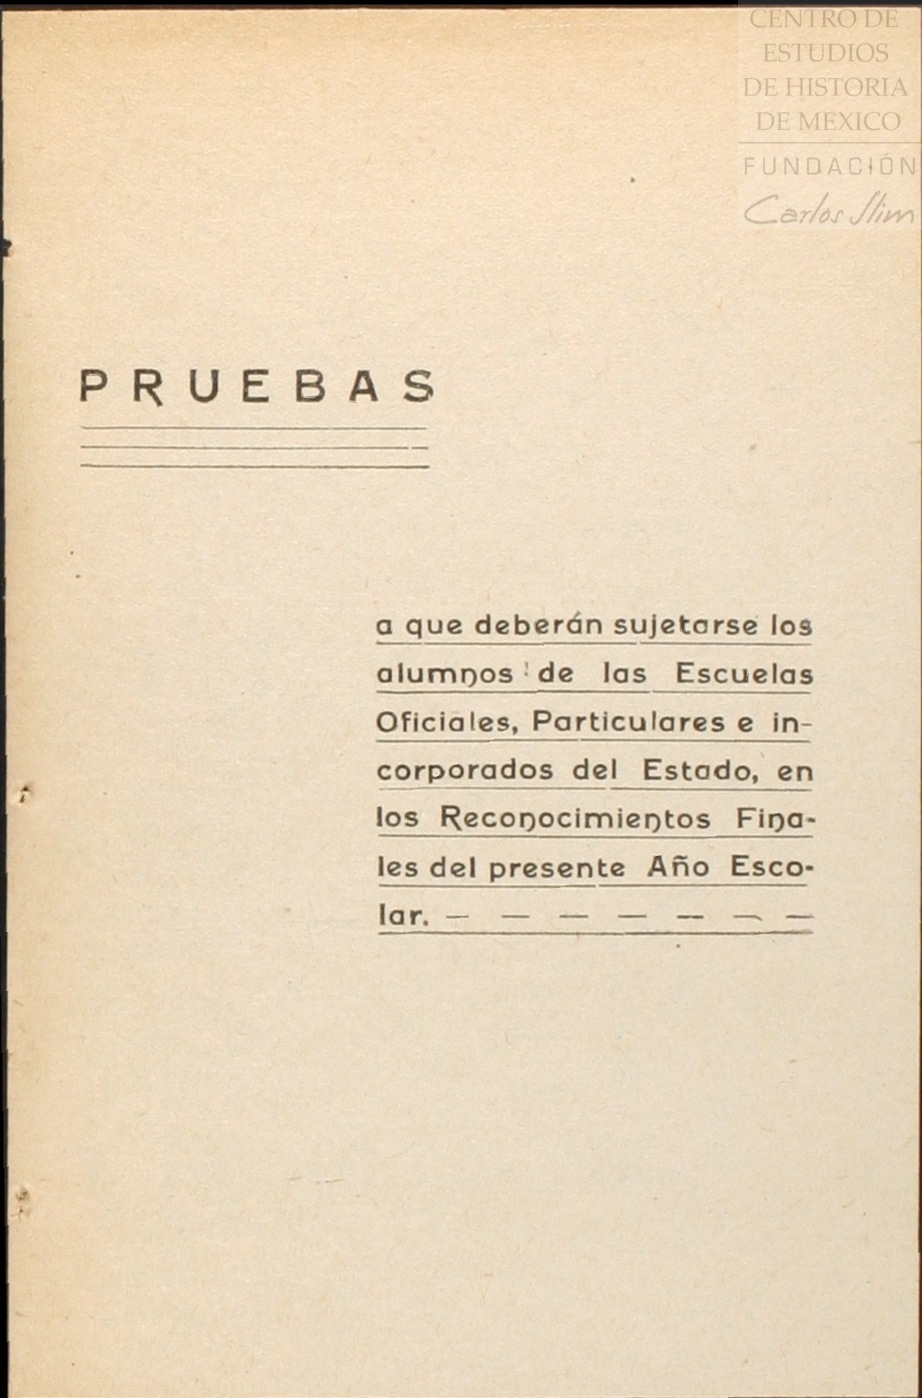 CENTRO DE
ESTUDIOS
DE HISTORIA
DE MEXICO
FUNDACIÓN
Carlos Slim
PRUEBAS
a que deberán sujetarse los
alumnos de las Escuelas
Oficiales, Particulares e in-
corporados del Estado, en
los Reconocimientos Fina-
les del presente Año Esco-
lar. — — — — — — —